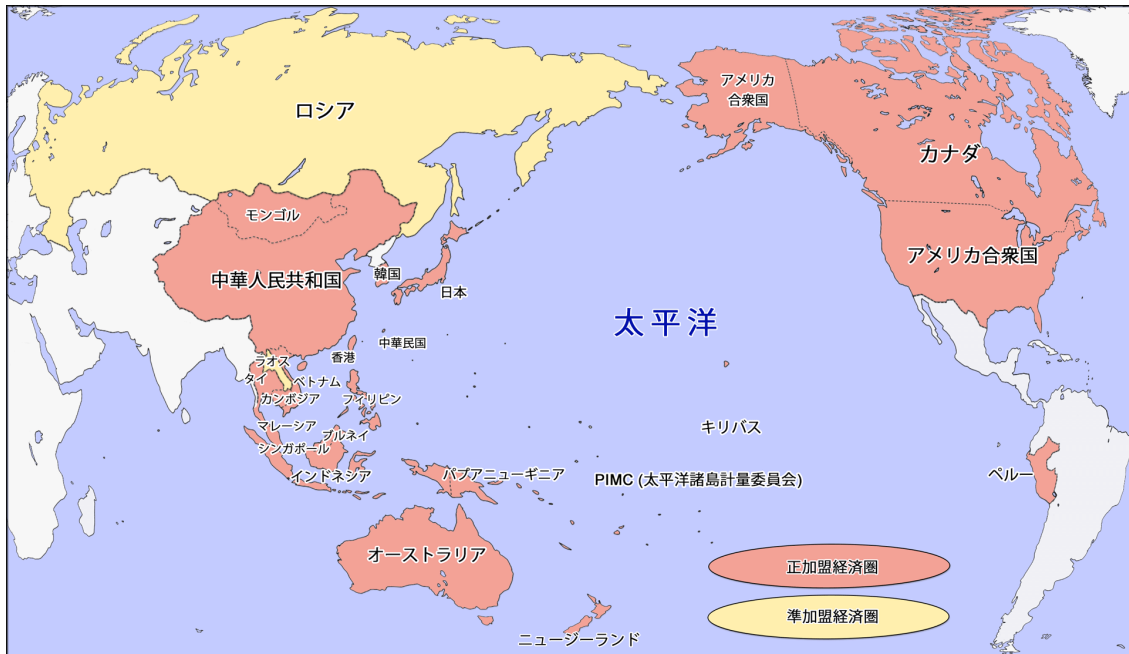 ロシア
アメリカ
合衆国
カナダ
モンゴル
中華人民共和国
韓国
日本
アメリカ合衆国
太平洋
中華民国
香港
ラオス
タイ
ベトナム
カンボジア
フィリピン
マレーシア
ブルネイ
シンガポール
インドネシア
パプアニューギニア
キリバス
PIMC (太平洋諸島計量委員会)
ペルー
オーストラリア
正加盟経済圏
準加盟経済圏
ニュージーランド